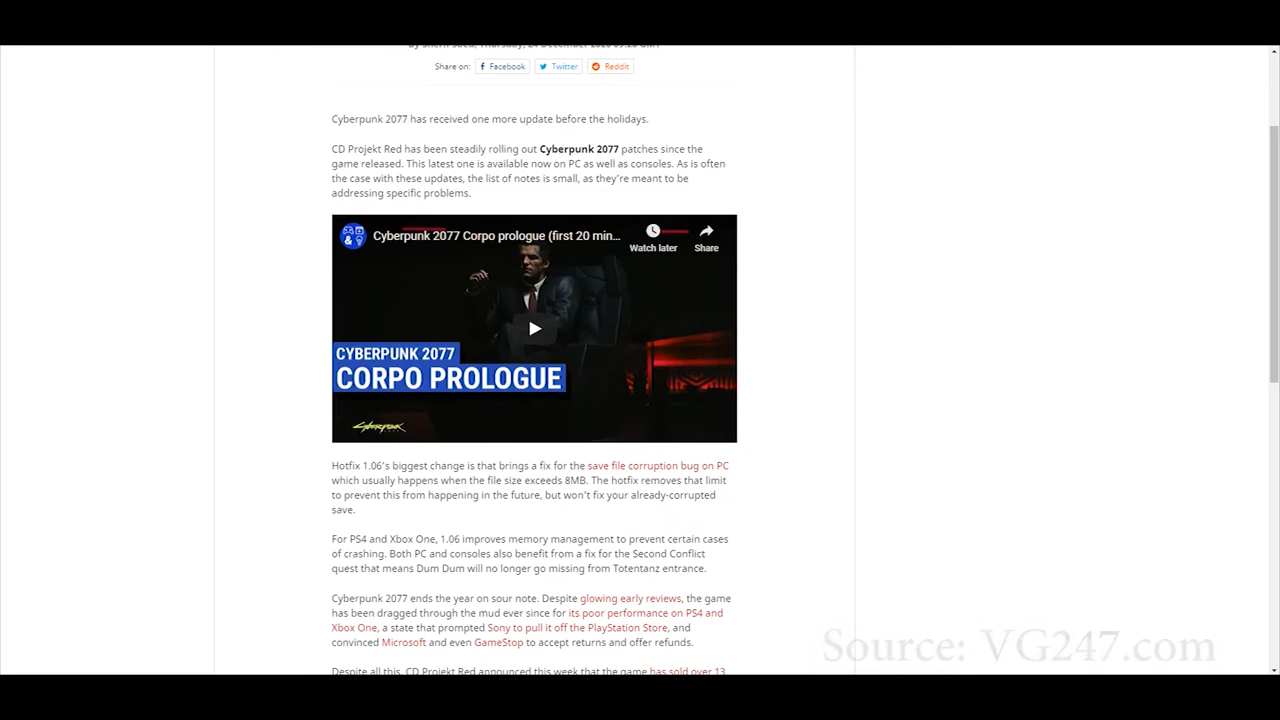 Share on: Facebook Twitter Reddit
Cyberpunk 2077 has received one more update before the holidays.
CD Projekt Red has been steadily rolling out Cyberpunk 2077 patches since the
game released. This latest one is available now on PC as well as consoles. As is often
the case with these updates, the list of notes is small, as they're meant to be
addressing specific problems.
Cyberpunk 2077 Corpo prologue (first 20 min...
Watch later Share
CYBERPUNK 2077
CORPO PROLOGUE
CYBERPUNK
Hotfix 1.06's biggest change is that brings a fix for the save file corruption bug on PC
which usually happens when the file size exceeds 8MB. The hotfix removes that limit
to prevent this from happening in the future, but won't fix your already-corrupted
save.
For PS4 and Xbox One, 1.06 improves memory management to prevent certain cases
of crashing. Both PC and consoles also benefit from a fix for the Second Conflict
quest that means Dum Dum will no longer go missing from Totentanz entrance.
Cyberpunk 2077 ends the year on sour note. Despite glowing early reviews, the game
has been dragged through the mud ever since for its poor performance on PS4 and
Xbox One, a state that prompted Sony to pull it off the PlayStation Store, and
convinced Microsoft and even GameStop to accept returns and offer refunds.
Despite all this, CD Projekt Red announced this week that the game has sold over 13
Source: VG247.com